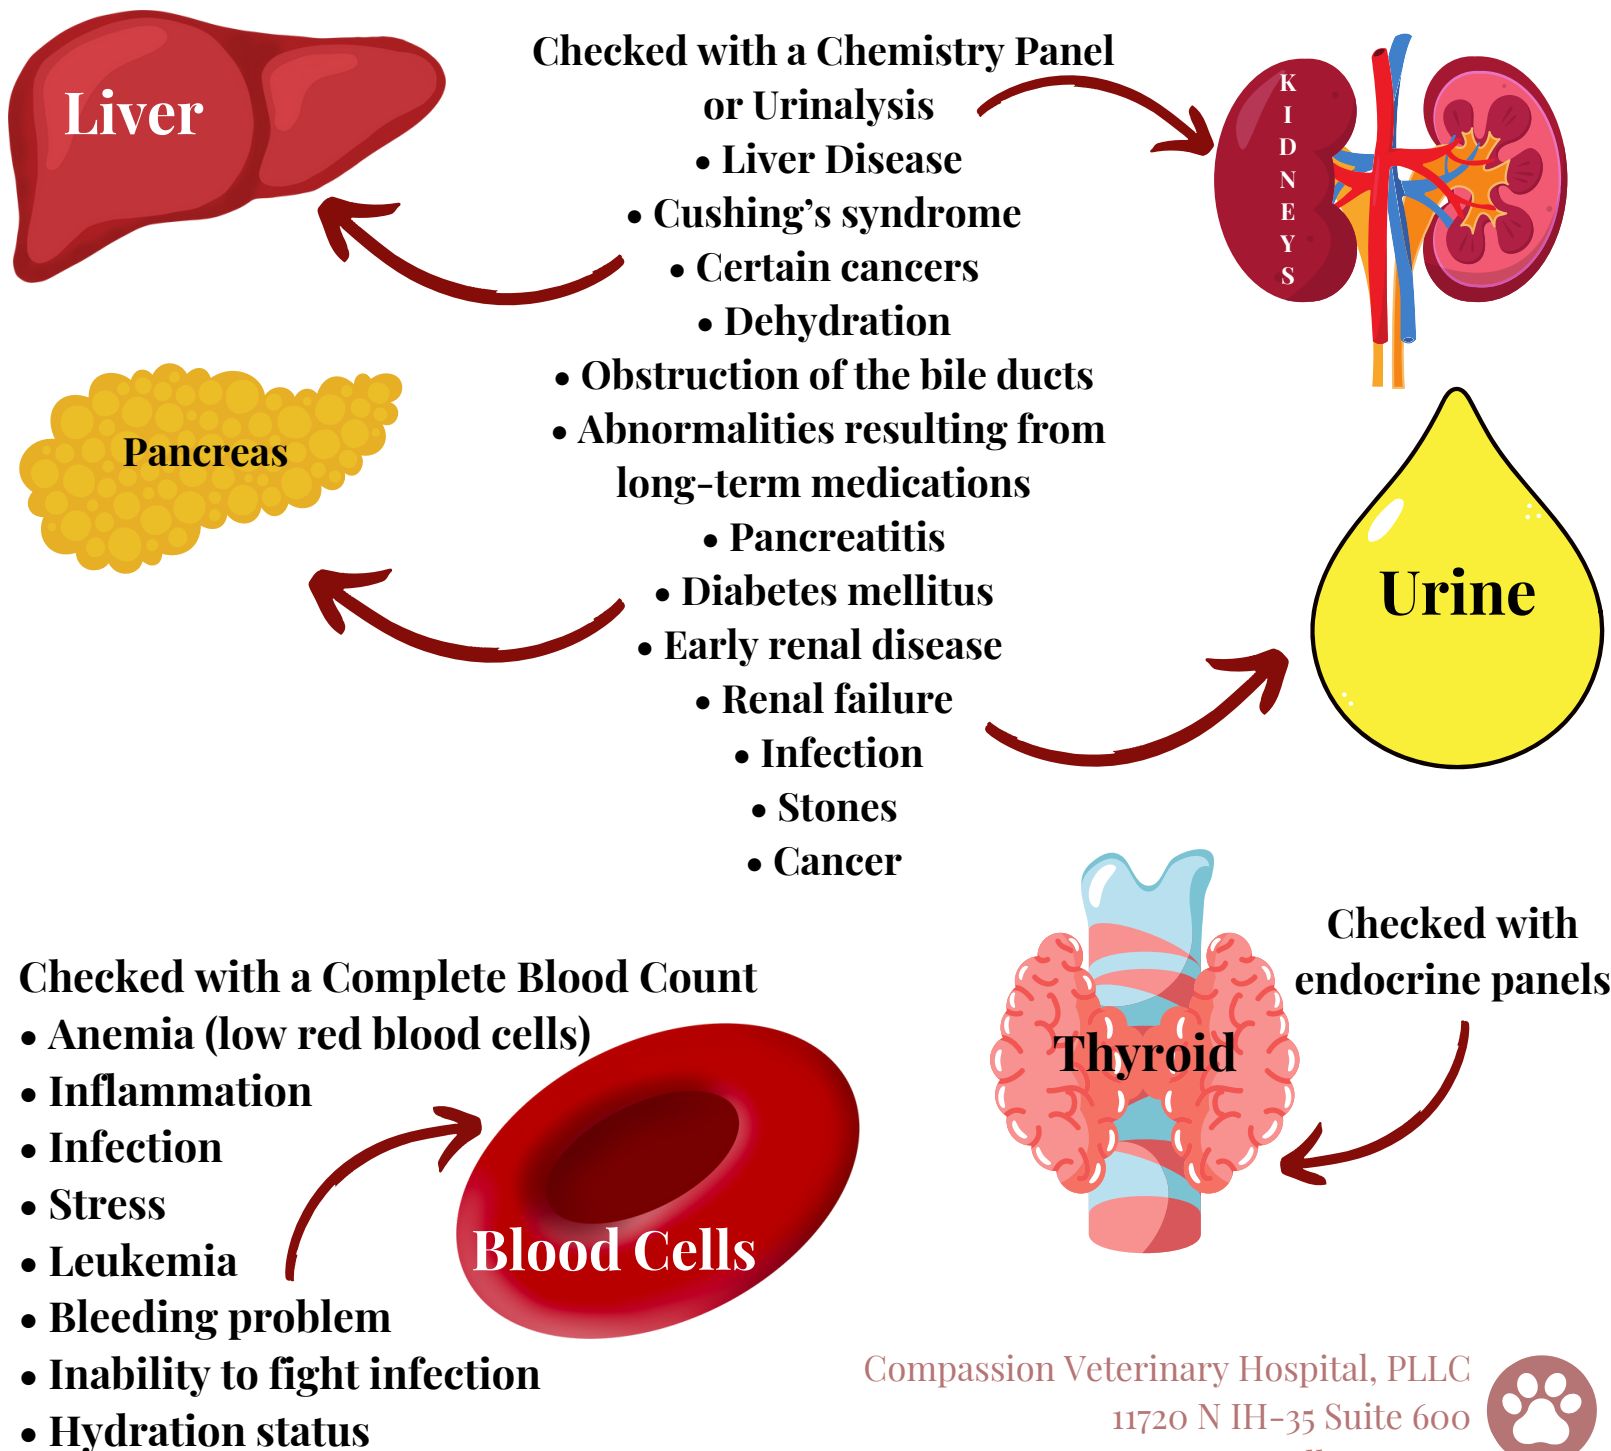 Liver
Checked with a Chemistry Panel
or Urinalysis
• Liver Disease
• Cushing’s syndrome
• Certain cancers
• Dehydration
• Obstruction of the bile ducts
• Abnormalities resulting from
long-term medications
• Pancreatitis
• Diabetes mellitus
• Early renal disease
• Renal failure
• Infection
• Stones
• Cancer
KIDNEYS
Pancreas
Urine
Checked with
endocrine panels
Thyroid
Checked with a Complete Blood Count
• Anemia (low red blood cells)
• Inflammation
• Infection
• Stress
• Leukemia
• Bleeding problem
• Inability to fight infection
• Hydration status
Blood Cells
Compassion Veterinary Hospital, PLLC
11720 N IH-35 Suite 600